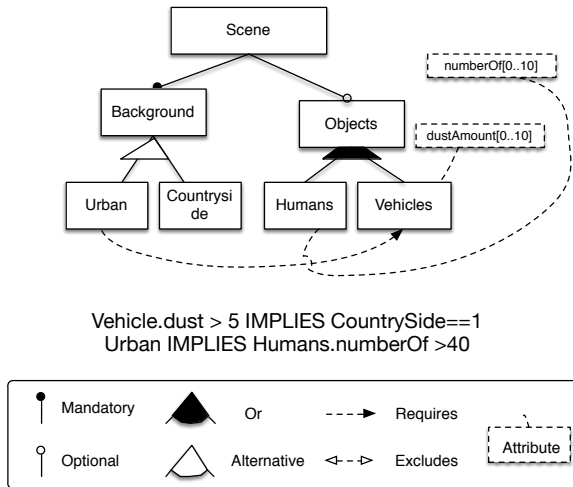 Scene
numberOf[0..10]
Background
Objects
dustAmount[0..10]
Urban
Countrysi
de
Humans
Vehicles
Vehicle.dust > 5 IMPLIES CountrySide==1
Urban IMPLIES Humans.numberOf >40
Mandatory
Or
Requires
Optional
Alternative
Excludes
Attribute